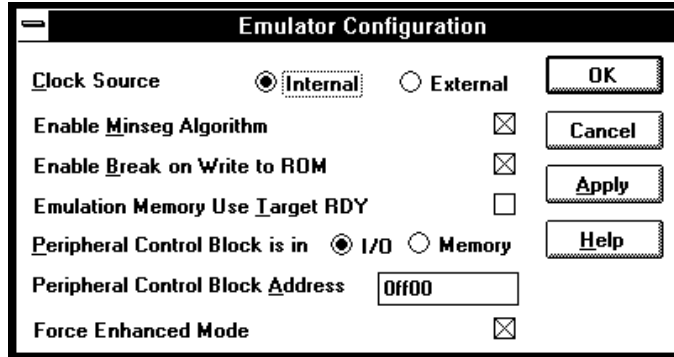 Emulator Configuration
Clock Source Internal External OK
Enable Minseg Algorithm Cancel
Enable Break on Write to ROM
Emulation Memory Use Target RDY Apply
Peripheral Control Block is in I/O Memory Help
Peripheral Control Block Address 0ff00
Force Enhanced Mode